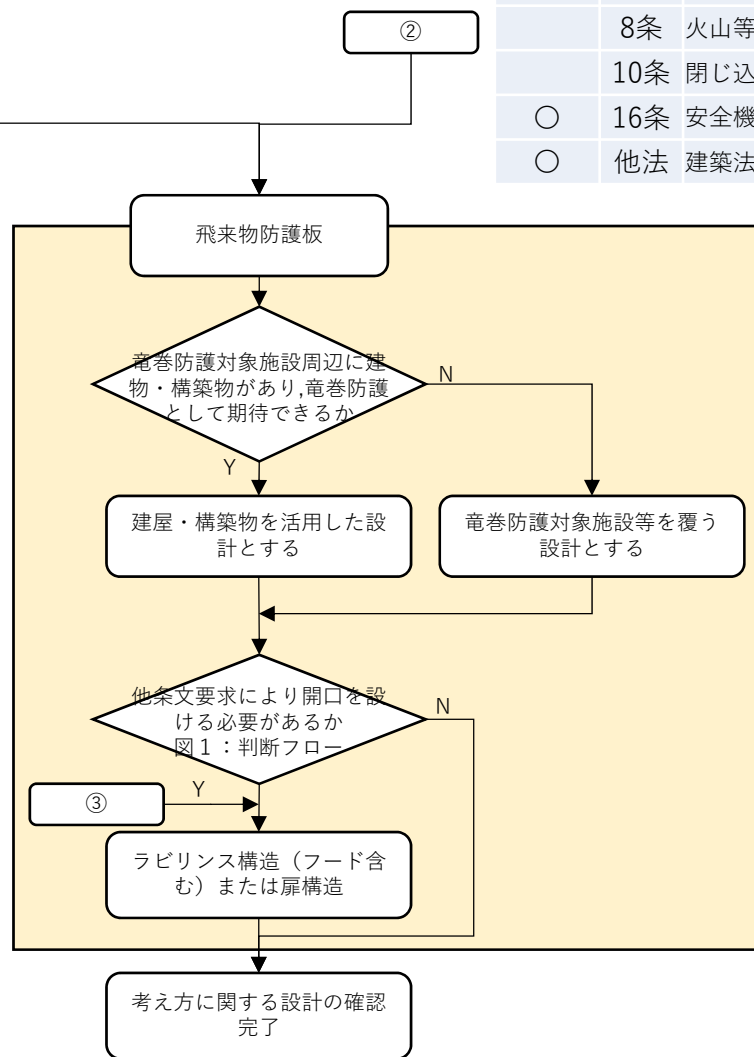 ②
8条 火山等
10条 閉じ込
○ 16条 安全機
○ 他法 建築法
飛来物防護板
竜巻防護対象施設周辺に建
物・構築物があり,竜巻防護
として期待できるか
N
Y
建屋・構築物を活用した設
計とする
竜巻防護対象施設等を覆う
設計とする
他条文要求により開口を設
ける必要があるか
図１：判断フロー
N
Y
③
ラビリンス構造（フード含
む）または扉構造
考え方に関する設計の確認
完了